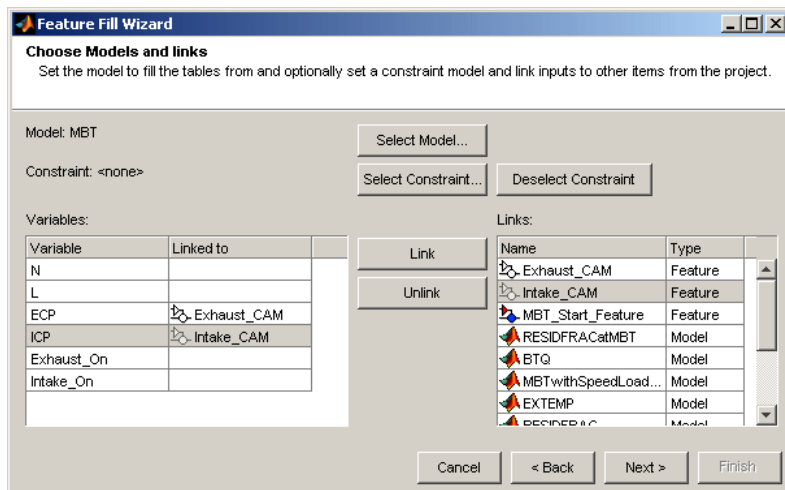 Feature Fill Wizard
Choose Models and links
Set the model to fill the tables from and optionally set a constraint model and link inputs to other items from the project.
Model: MBT
Select Model...
Constraint: <none>
Select Constraint...
Deselect Constraint
Variables:
Links:
Variable Linked to
N
L
ECP Exhaust_CAM
ICP Intake_CAM
Exhaust_On
Intake_On
Link
Unlink
Name Type
Exhaust_CAM Feature
Intake_CAM Feature
MBT_Start_Feature Feature
RESIDFRACatMBT Model
BTQ Model
MBTwithSpeedLoad... Model
EXTEMP Model
RESIDFRAC Model
Cancel
< Back
Next >
Finish